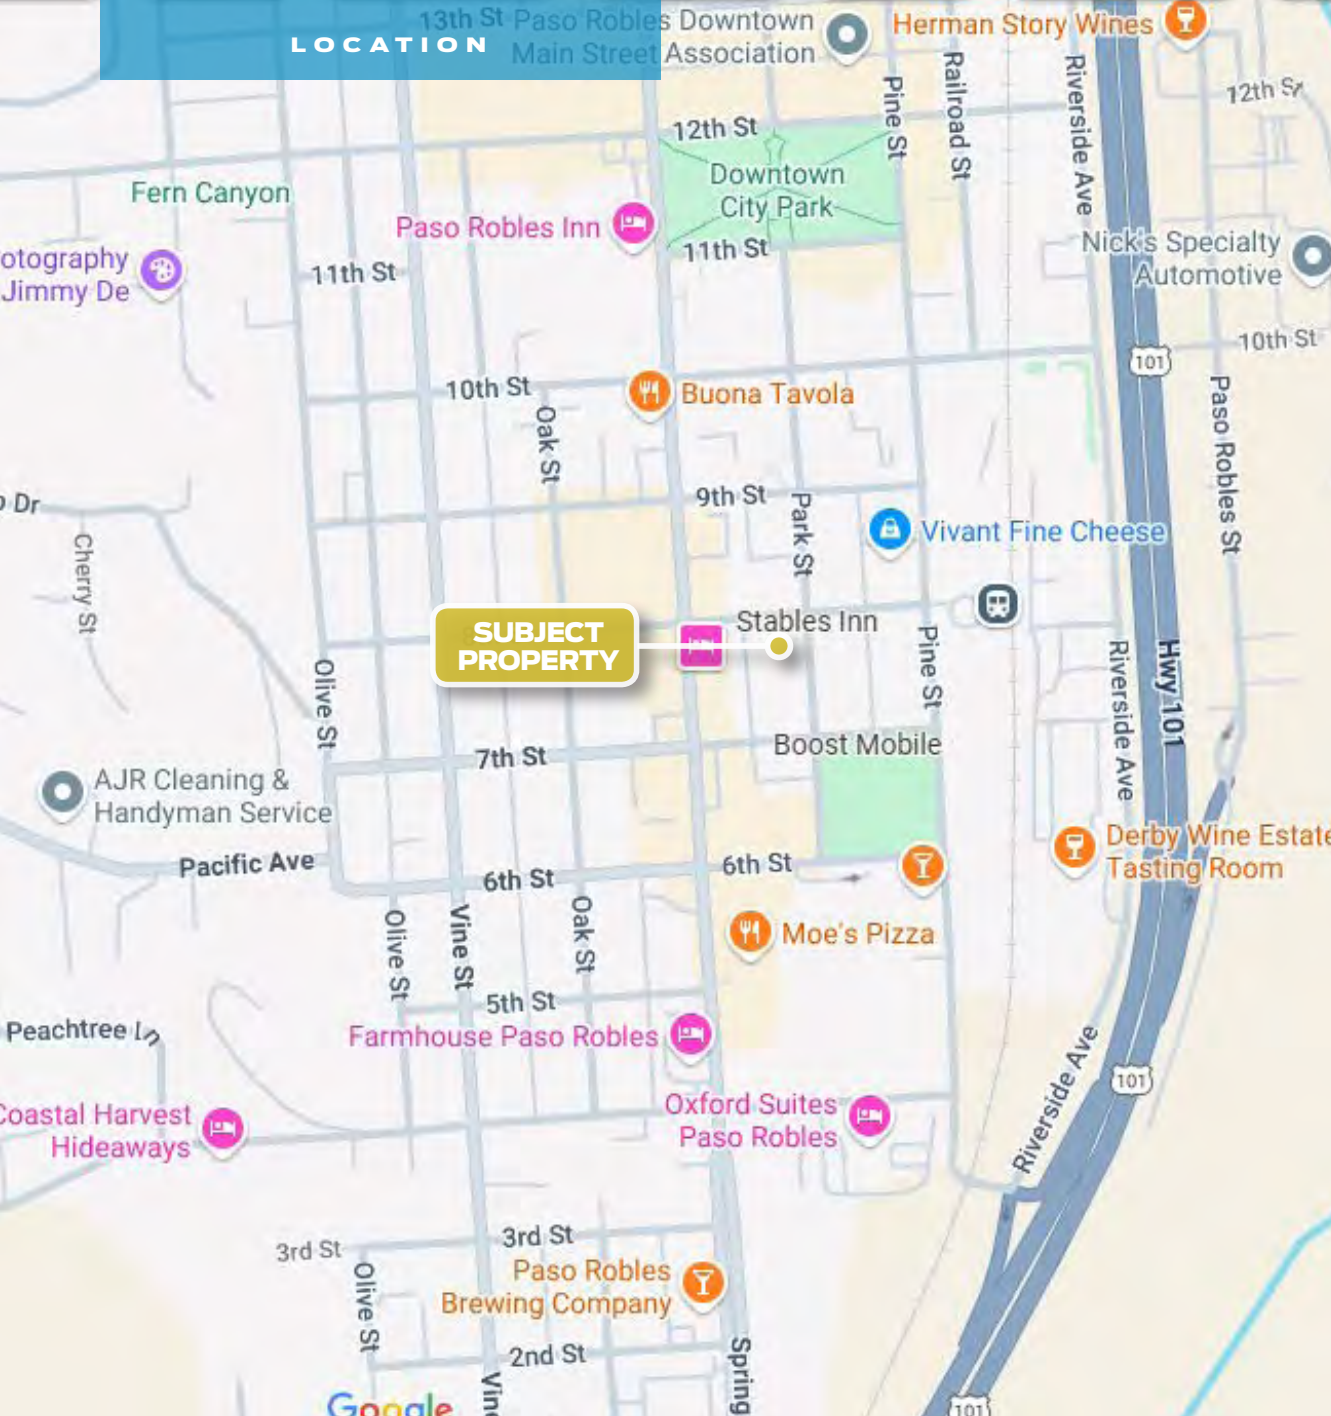 LOCATION
13th St
Paso Robles Downtown
Main Street Association
Herman Story Wines
12th St
12th St
Pine St
Railroad St
Riverside Ave
Downtown
City Park
Fern Canyon
Paso Robles Inn
11th St
Nick's Specialty
Automotive
otography
Jimmy De
11th St
10th St
101
10th St
Buona Tavola
Oak St
Paso Robles St
9th St
Park St
Dr
Cherry St
Vivant Fine Cheese
SUBJECT
PROPERTY
Stables Inn
Pine St
Olive St
Riverside Ave
Hwy 101
7th St
Boost Mobile
AJR Cleaning &
Handyman Service
Derby Wine Estate
Tasting Room
Pacific Ave
6th St
6th St
Olive St
Vine St
Oak St
Moe's Pizza
5th St
Peachtree Ln
Farmhouse Paso Robles
Riverside Ave
101
Coastal Harvest
Hideaways
Oxford Suites
Paso Robles
3rd St
3rd St
Olive St
Paso Robles
Brewing Company
2nd St
Spring
Vine
Google
101